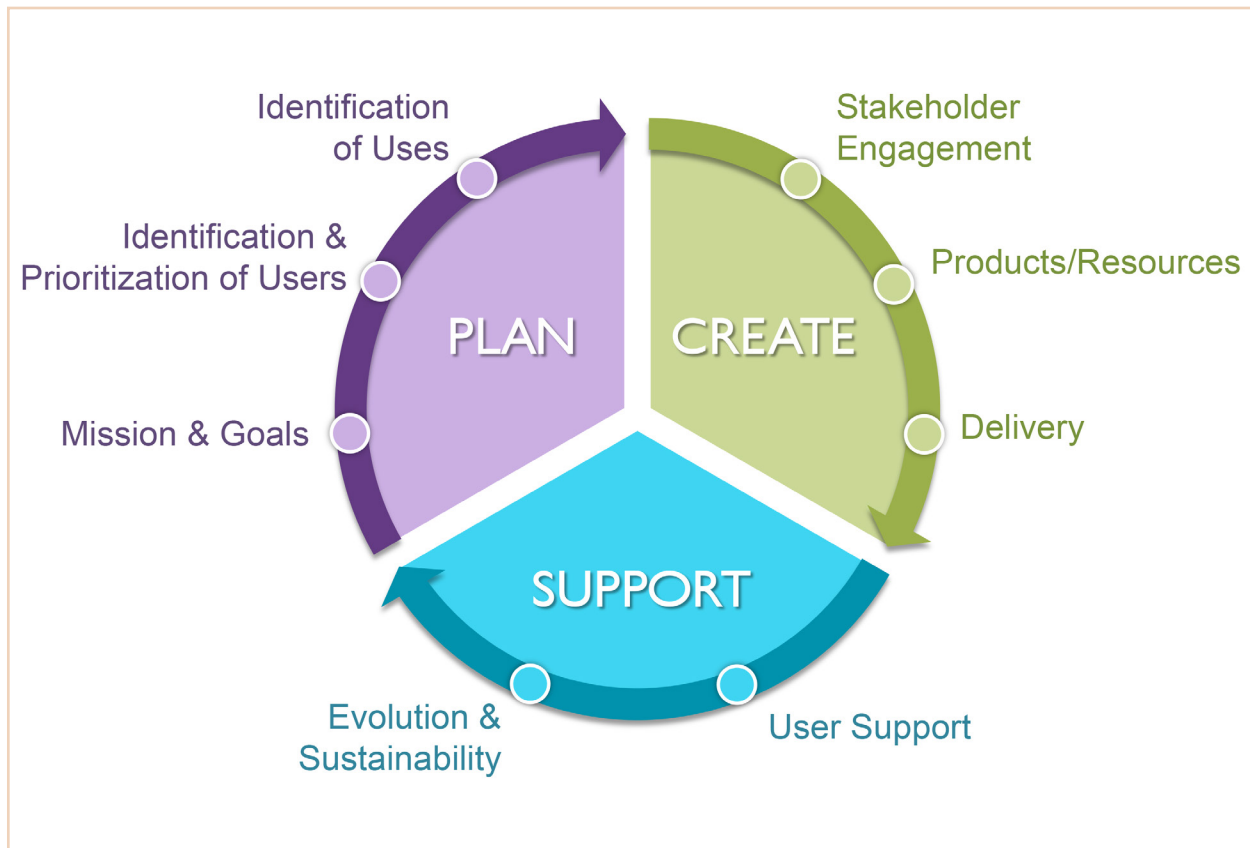 Identification
of Uses
Identification &
Prioritization of Users
Mission & Goals
PLAN
Stakeholder
Engagement
Products/Resources
Delivery
CREATE
SUPPORT
User Support
Evolution &
Sustainability